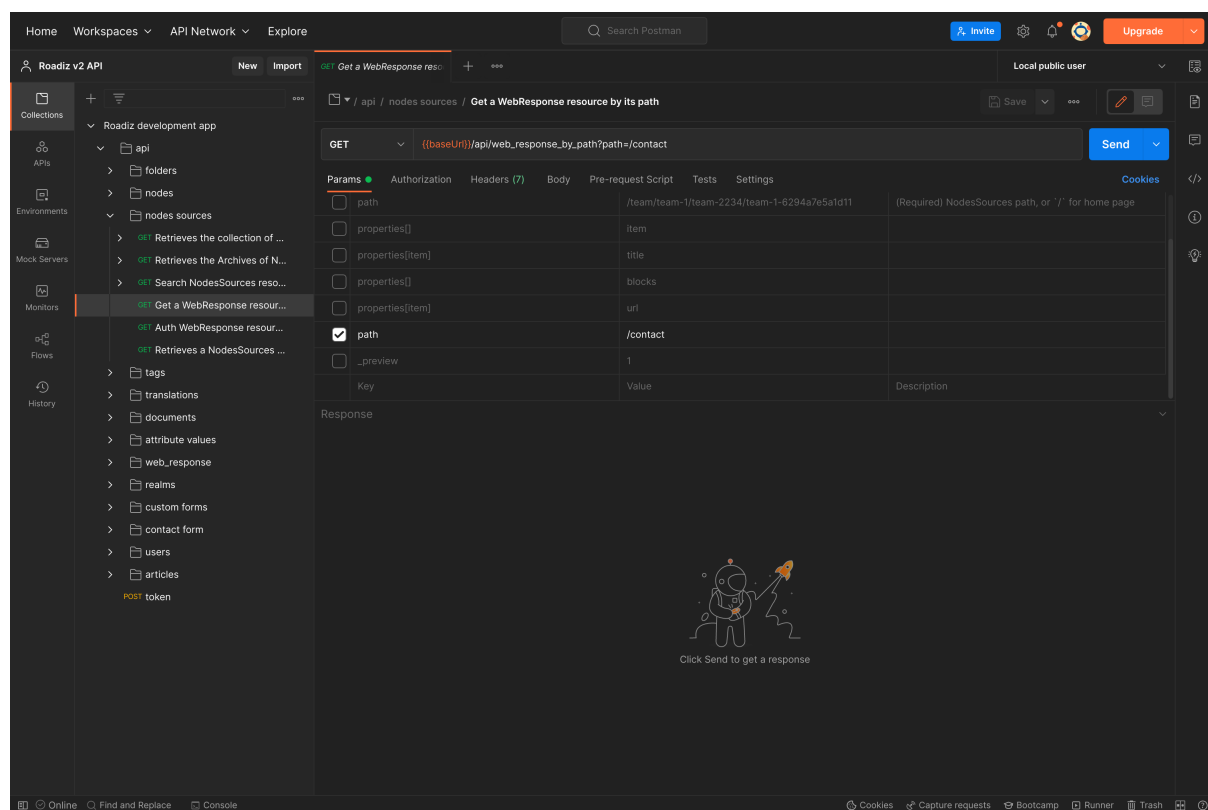 Home Workspaces API Network Explore Search Postman Invite Upgrade
Roadiz v2 API New Import GET Get a WebResponse reso Local public user
Collections
APIs
Environments
Mock Servers
Monitors
Flows
History
Roadiz development app
api
folders
nodes
nodes sources
GET Retrieves the collection of ...
GET Retrieves the Archives of N...
GET Search NodesSources reso...
GET Get a WebResponse resour...
GET Auth WebResponse resour...
GET Retrieves a NodesSources ...
tags
translations
documents
attribute values
web_response
realms
custom forms
contact form
users
articles
POST token
/ api / nodes sources / Get a WebResponse resource by its path Save
GET {{baseUrl}}/api/web_response_by_path?path=/contact Send
Params Authorization Headers (7) Body Pre-request Script Tests Settings Cookies
path /team/team-1/team-2234/team-1-6294a7e5a1d11 (Required) NodesSources path, or `/` for home page
properties[] item
properties[item] title
properties[] blocks
properties[item] url
path /contact
_preview 1
Key Value Description
Response
Click Send to get a response
Online Find and Replace Console Cookies Capture requests Bootcamp Runner Trash